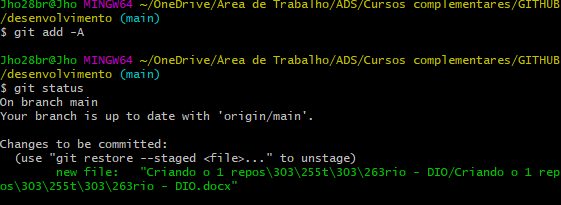 Jho28br@Jho MINGW64 ~/OneDrive/Área de Trabalho/ADS/Cursos complementares/GITHUB
/desenvolvimento (main)
$ git add -A
Jho28br@Jho MINGW64 ~/OneDrive/Área de Trabalho/ADS/Cursos complementares/GITHUB
/desenvolvimento (main)
$ git status
On branch main
Your branch is up to date with 'origin/main'.
Changes to be committed:
(use "git restore --staged <file>..." to unstage)
new file:   "Criando o 1 repos\303\255t\303\263rio - DIO/Criando o 1 rep
os\303\255t\303\263rio - DIO.docx"